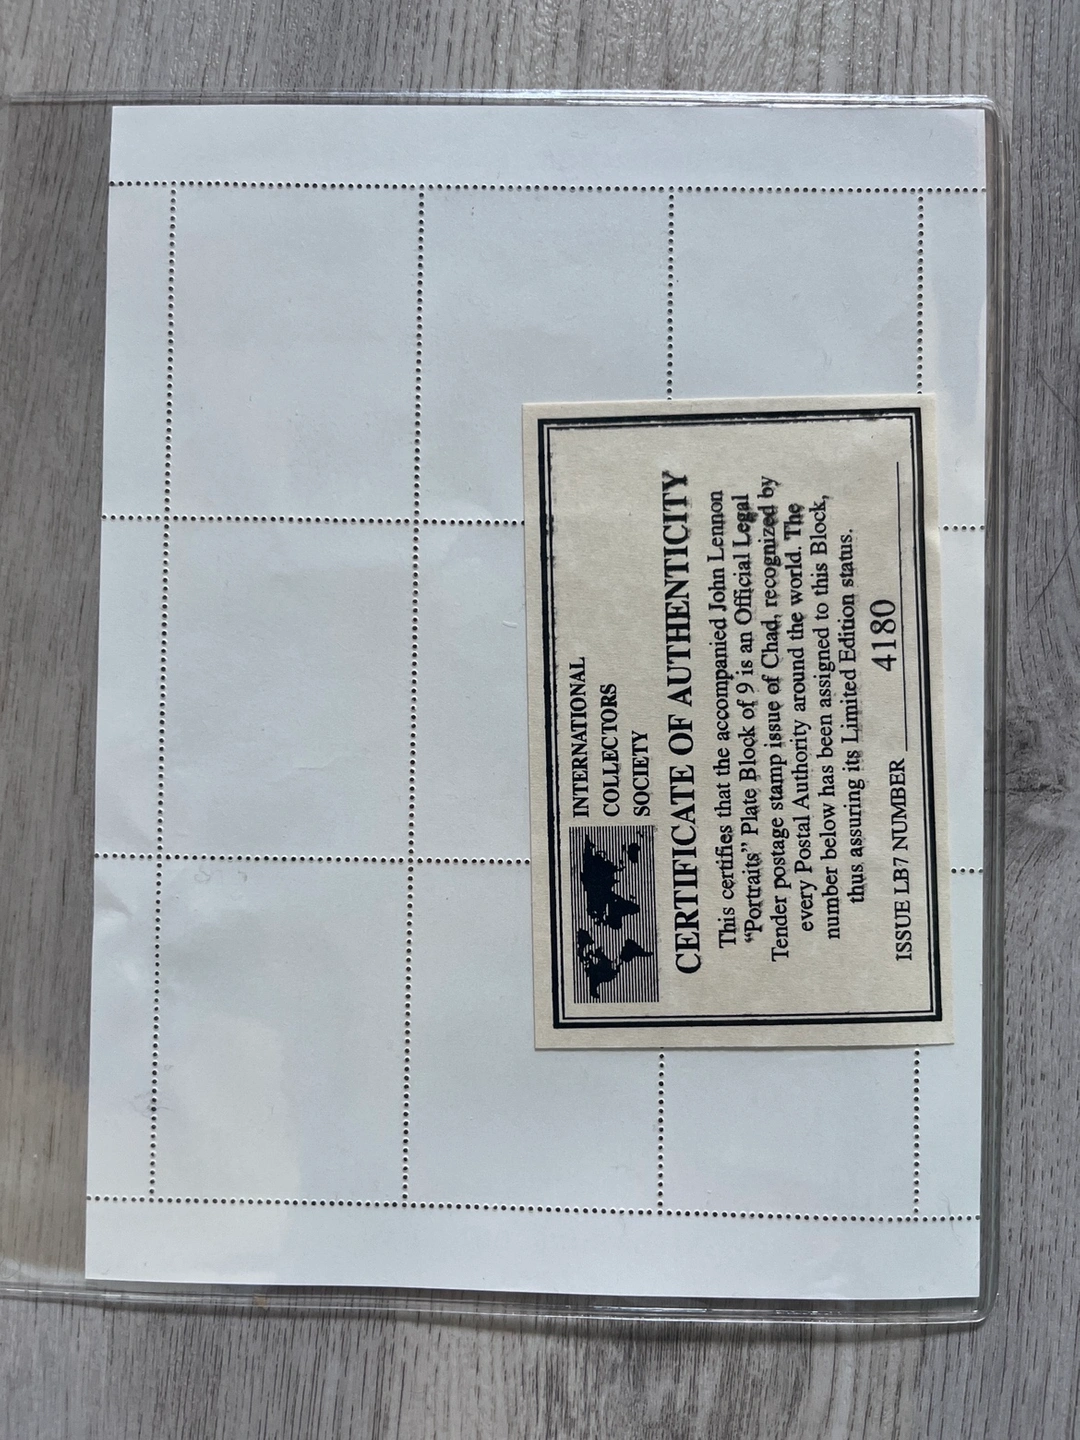 INTERNATIONAL
COLLECTORS
SOCIETY
CERTIFICATE OF AUTHENTICITY
This certifies that the accompanied John Lennon
“Portraits” Plate Block of 9 is an Official Legal
Tender postage stamp issue of Chad, recognized by
every Postal Authority around the world. The
number below has been assigned to this Block,
thus assuring its Limited Edition status.
ISSUE LB7 NUMBER 4180